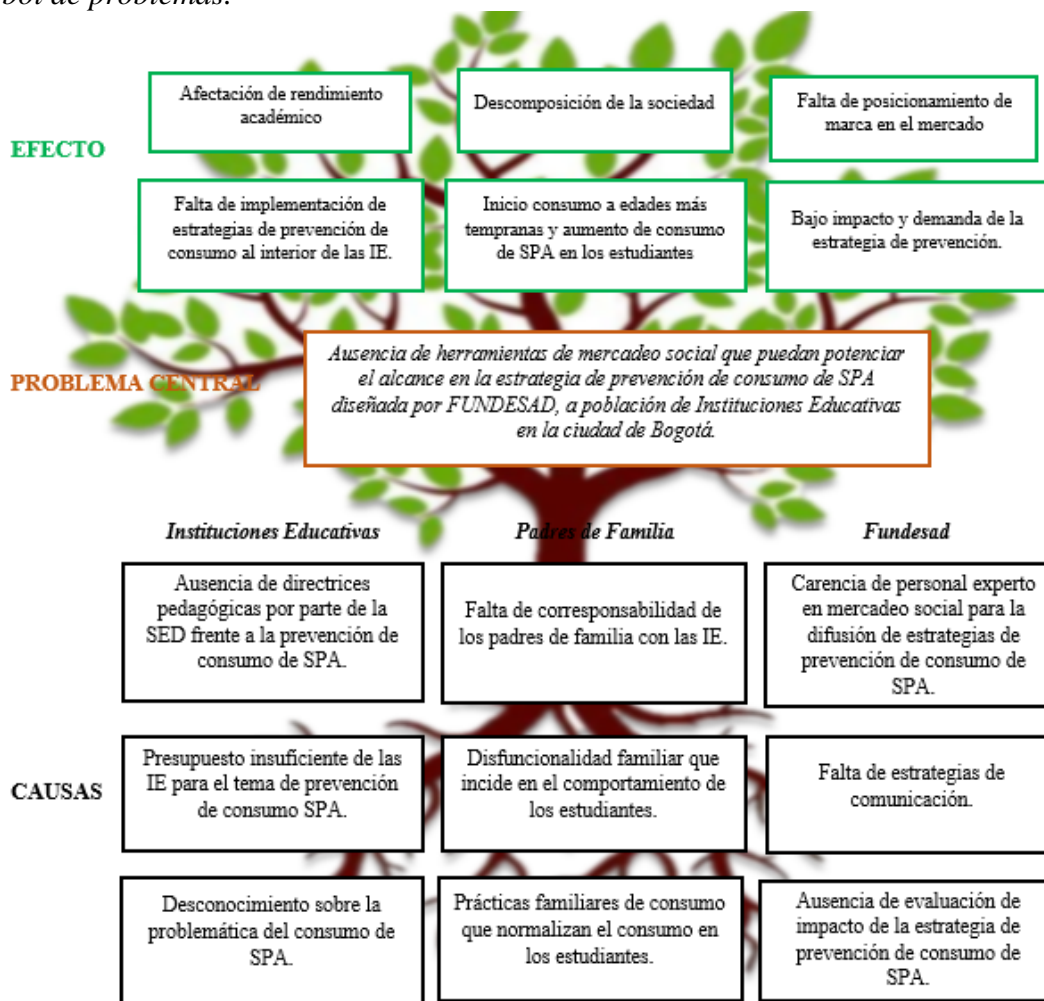 bol de problemas.
Afectación de rendimiento
académico
Descomposición de la sociedad
Falta de posicionamiento de
marca en el mercado
EFECTO
Falta de implementación de
estrategias de prevención de
consumo al interior de las IE.
Inicio consumo a edades más
tempranas y aumento de consumo
de SPA en los estudiantes
Bajo impacto y demanda de la
estrategia de prevención.
PROBLEMA CENTRAL
Ausencia de herramientas de mercadeo social que puedan potenciar
el alcance en la estrategia de prevención de consumo de SPA
diseñada por FUNDESAD, a población de Instituciones Educativas
en la ciudad de Bogotá.
Instituciones Educativas
Padres de Familia
Fundesad
Ausencia de directrices
pedagógicas por parte de la
SED frente a la prevención de
consumo de SPA.
Falta de corresponsabilidad de
los padres de familia con las IE.
Carencia de personal experto
en mercadeo social para la
difusión de estrategias de
prevención de consumo de
SPA.
CAUSAS
Presupuesto insuficiente de las
IE para el tema de prevención
de consumo SPA.
Disfuncionalidad familiar que
incide en el comportamiento de
los estudiantes.
Falta de estrategias de
comunicación.
Desconocimiento sobre la
problemática del consumo de
SPA.
Prácticas familiares de consumo
que normalizan el consumo en
los estudiantes.
Ausencia de evaluación de
impacto de la estrategia de
prevención de consumo de
SPA.